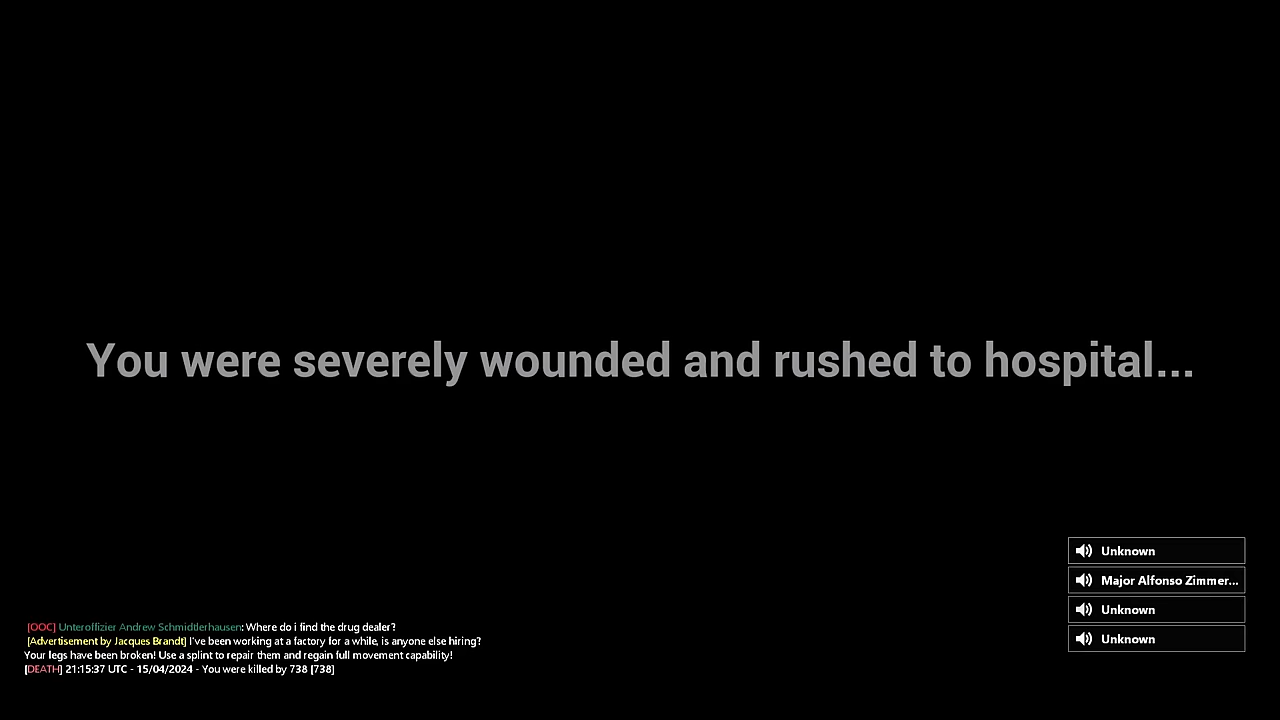 You were severely wounded and rushed to hospital...
Unknown
Major Alfonso Zimmer...
Unknown
Unknown
[OOC] Unteroffizier Andrew Schmidtlerhausen: Where do i find the drug dealer?
[Advertisement by Jacques Brandt] I've been working at a factory for a while, is anyone else hiring?
Your legs have been broken! Use a splint to repair them and regain full movement capability!
[DEATH] 21:15:37 UTC - 15/04/2024 - You were killed by 738 [738]